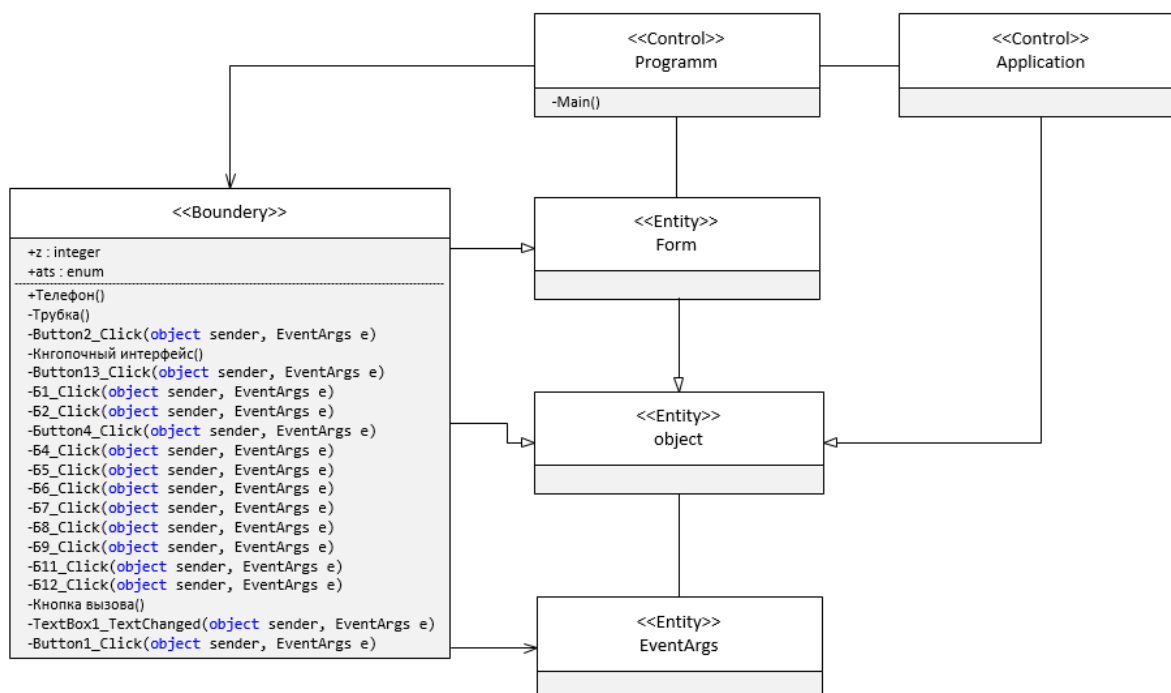 <<Control>>
Programm
-Main()
<<Control>>
Application
<<Boundery>>
+z : integer
+ats : enum
+Телефон()
-Трубка()
-Button2_Click(object sender, EventArgs e)
-Кнгопочный интерфейс()
-Button13_Click(object sender, EventArgs e)
-Б1_Click(object sender, EventArgs e)
-Б2_Click(object sender, EventArgs e)
-Бutton4_Click(object sender, EventArgs e)
-Б4_Click(object sender, EventArgs e)
-Б5_Click(object sender, EventArgs e)
-Б6_Click(object sender, EventArgs e)
-Б7_Click(object sender, EventArgs e)
-Б8_Click(object sender, EventArgs e)
-Б9_Click(object sender, EventArgs e)
-Б11_Click(object sender, EventArgs e)
-Б12_Click(object sender, EventArgs e)
-Кнопка вызова()
-TextBox1_TextChanged(object sender, EventArgs e)
-Button1_Click(object sender, EventArgs e)
<<Entity>>
Form
<<Entity>>
object
<<Entity>>
EventArgs